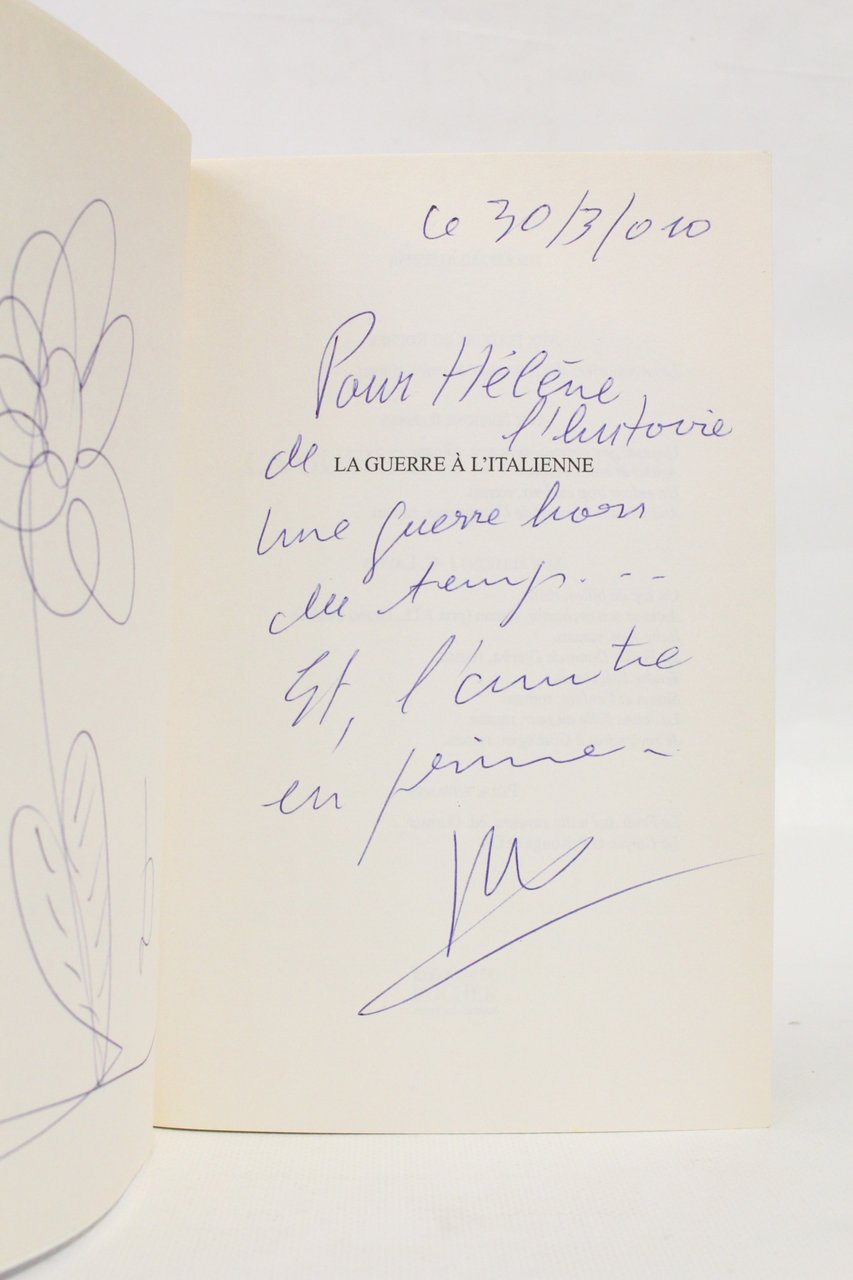 Le 30/3/010
Pour Hélène,
l'histoire
de LA GUERRE À L'ITALIENNE
une guerre hors
du temps...
Et, l'amitié
en prime -